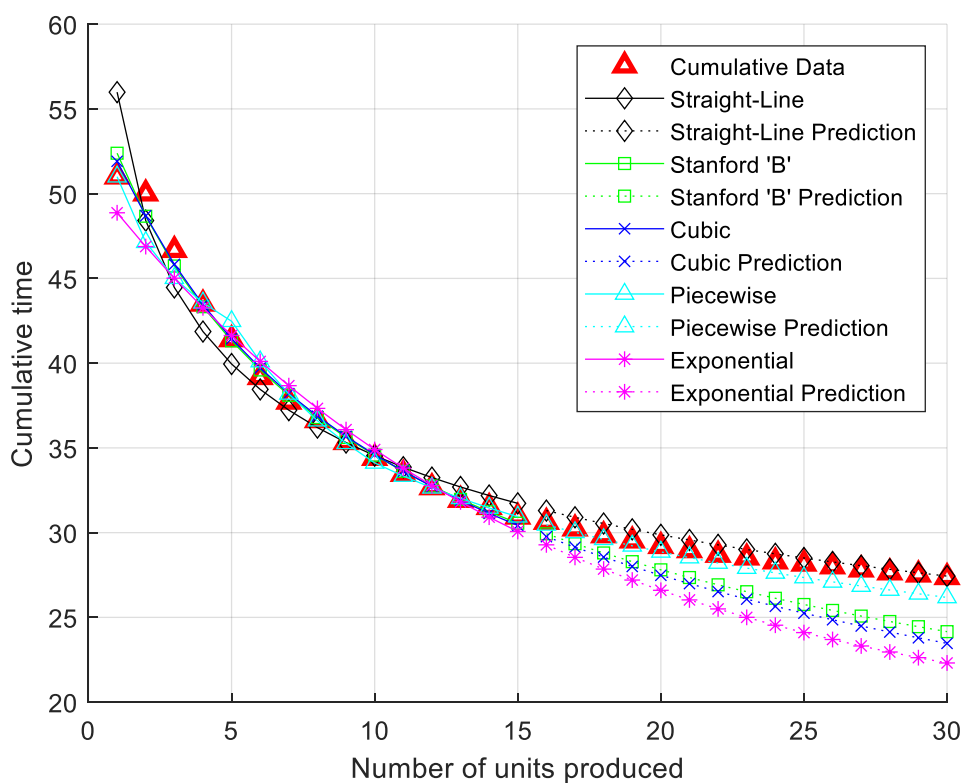 60
55
50
45
40
35
30
25
20
Cumulative time
0
5
10
15
20
25
30
Number of units produced
Cumulative Data
Straight-Line
Straight-Line Prediction
Stanford 'B'
Stanford 'B' Prediction
Cubic
Cubic Prediction
Piecewise
Piecewise Prediction
Exponential
Exponential Prediction